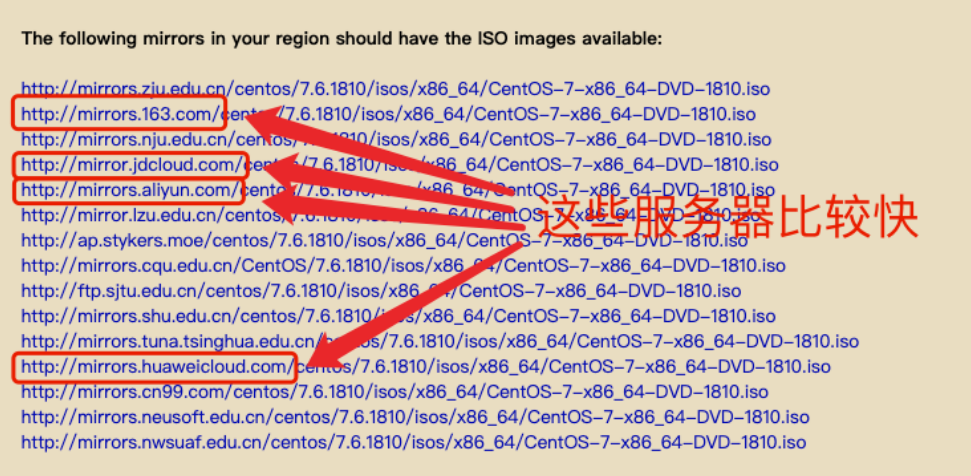 The following mirrors in your region should have the ISO images available:
http://mirrors.zju.edu.cn/centos/7.6.1810/isos/x86_64/CentOS-7-x86_64-DVD-1810.iso
http://mirrors.163.com/centos/7.6.1810/isos/x86_64/CentOS-7-x86_64-DVD-1810.iso
http://mirrors.nju.edu.cn/centos/7.6.1810/isos/x86_64/CentOS-7-x86_64-DVD-1810.iso
http://mirror.jdcloud.com/centos/7.6.1810/isos/x86_64/CentOS-7-x86_64-DVD-1810.iso
http://mirrors.aliyun.com/centos/7.6.1810/isos/x86_64/CentOS-7-x86_64-DVD-1810.iso
http://mirror.lzu.edu.cn/centos/7.6.1810/isos/x86_64/CentOS-7-x86_64-DVD-1810.iso
这些服务器比较快
http://ap.stykers.moe/centos/7.6.1810/isos/x86_64/CentOS-7-x86_64-DVD-1810.iso
http://mirrors.cqu.edu.cn/CentOS/7.6.1810/isos/x86_64/CentOS-7-x86_64-DVD-1810.iso
http://ftp.sjtu.edu.cn/centos/7.6.1810/isos/x86_64/CentOS-7-x86_64-DVD-1810.iso
http://mirrors.shu.edu.cn/centos/7.6.1810/isos/x86_64/CentOS-7-x86_64-DVD-1810.iso
http://mirrors.tuna.tsinghua.edu.cn/centos/7.6.1810/isos/x86_64/CentOS-7-x86_64-DVD-1810.iso
http://mirrors.huaweicloud.com/centos/7.6.1810/isos/x86_64/CentOS-7-x86_64-DVD-1810.iso
http://mirrors.cn99.com/centos/7.6.1810/isos/x86_64/CentOS-7-x86_64-DVD-1810.iso
http://mirrors.neusoft.edu.cn/centos/7.6.1810/isos/x86_64/CentOS-7-x86_64-DVD-1810.iso
http://mirrors.nwsuaf.edu.cn/centos/7.6.1810/isos/x86_64/CentOS-7-x86_64-DVD-1810.iso